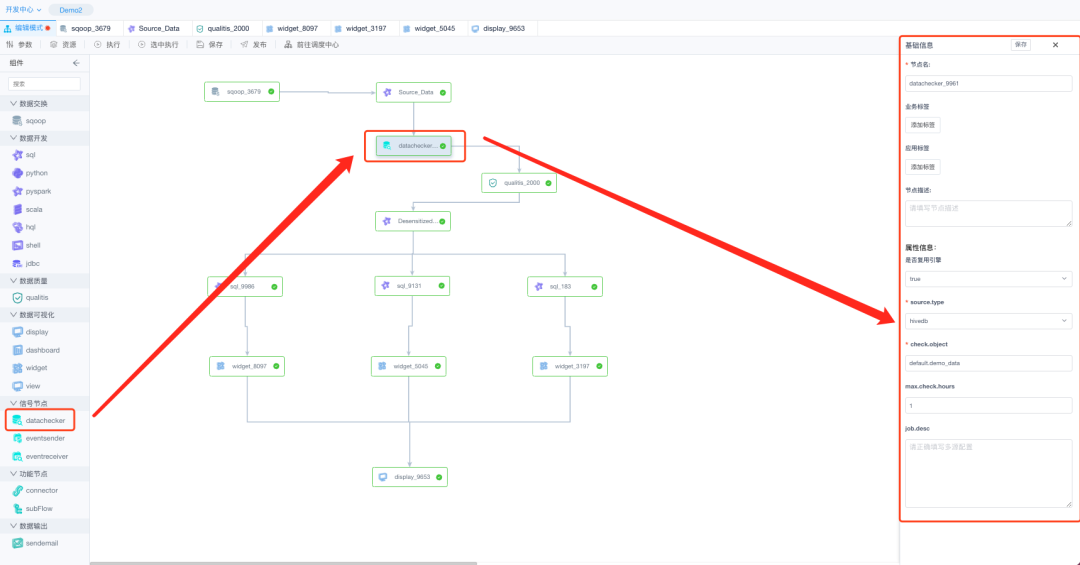 开发中心
Demo2
编辑模式
sqoop_3679
Source_Data
qualitis_2000
widget_8097
widget_3197
widget_5045
display_9653
参数
资源
执行
选中执行
保存
发布
前往调度中心
组件
搜索
数据交换
sqoop
数据开发
sql
python
pyspark
scala
hql
shell
jdbc
数据质量
qualitis
数据可视化
display
dashboard
widget
view
信号节点
datachecker
eventsender
eventreceiver
功能节点
connector
subFlow
数据输出
sendemail
sqoop_3679
Source_Data
datachecker...
qualitis_2000
Desensitized...
sql_9986
sql_9131
sql_183
widget_8097
widget_5045
widget_3197
display_9653
基础信息
保存
* 节点名:
datachecker_9981
业务标签
添加标签
应用标签
添加标签
节点描述:
请填写节点描述
属性信息:
是否复用引擎
true
* source.type
hivedb
* check.object
default.demo_data
max.check.hours
1
job.desc
请正确填写多源配置